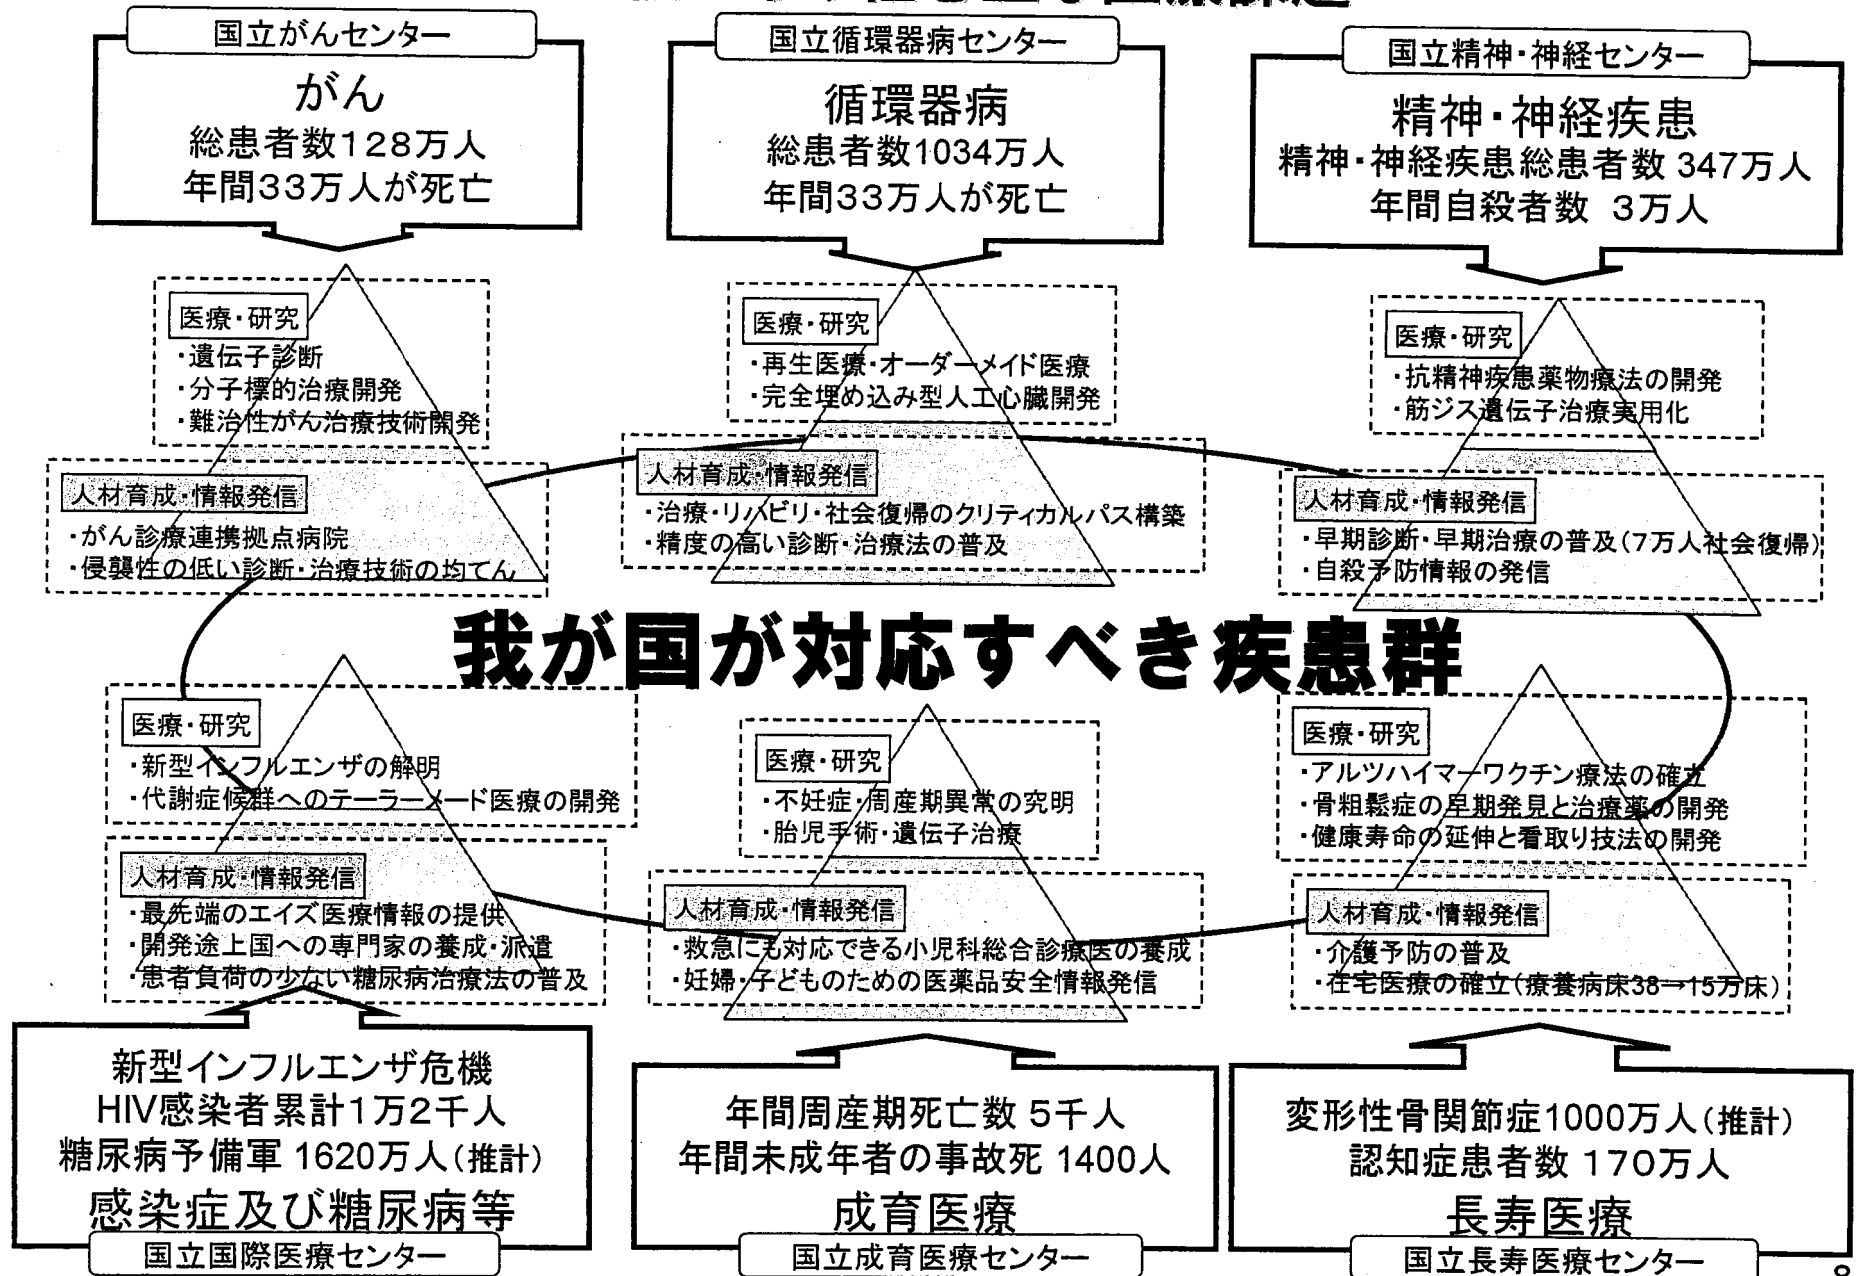 国立がんセンター
がん
総患者数128万人
年間33万人が死亡
医療・研究
・遺伝子診断
・分子標的治療開発
・難治性がん治療技術開発
人材育成・情報発信
・がん診療連携拠点病院
・侵襲性の低い診断・治療技術の均てん
国立循環器病センター
循環器病
総患者数1034万人
年間33万人が死亡
医療・研究
・再生医療・オーダーメイド医療
・完全埋め込み型人工心臓開発
人材育成・情報発信
・治療・リハビリ・社会復帰のクリティカルパス構築
・精度の高い診断・治療法の普及
国立精神・神経センター
精神・神経疾患
精神・神経疾患総患者数 347万人
年間自殺者数 3万人
医療・研究
・抗精神疾患薬物療法の開発
・筋ジス遺伝子治療実用化
人材育成・情報発信
・早期診断・早期治療の普及(7万人社会復帰)
・自殺予防情報の発信
我が国が対応すべき疾患群
医療・研究
・新型インフルエンザの解明
・代謝症候群へのテーラーメード医療の開発
人材育成・情報発信
・最先端のエイズ医療情報の提供
・開発途上国への専門家の養成・派遣
・患者負荷の少ない糖尿病治療法の普及
新型インフルエンザ危機
HIV感染者累計1万2千人
糖尿病予備軍 1620万人(推計)
感染症及び糖尿病等
国立国際医療センター
医療・研究
・不妊症・周産期異常の究明
・胎児手術・遺伝子治療
人材育成・情報発信
・救急にも対応できる小児科総合診療医の養成
・妊婦・子どものための医薬品安全情報発信
年間周産期死亡数 5千人
年間未成年者の事故死 1400人
成育医療
国立成育医療センター
医療・研究
・アルツハイマーワクチン療法の確立
・骨粗鬆症の早期発見と治療薬の開発
・健康寿命の延伸と看取り技法の開発
人材育成・情報発信
・介護予防の普及
・在宅医療の確立(療養病床38→15万床)
変形性骨関節症1000万人(推計)
認知症患者数 170万人
長寿医療
国立長寿医療センター